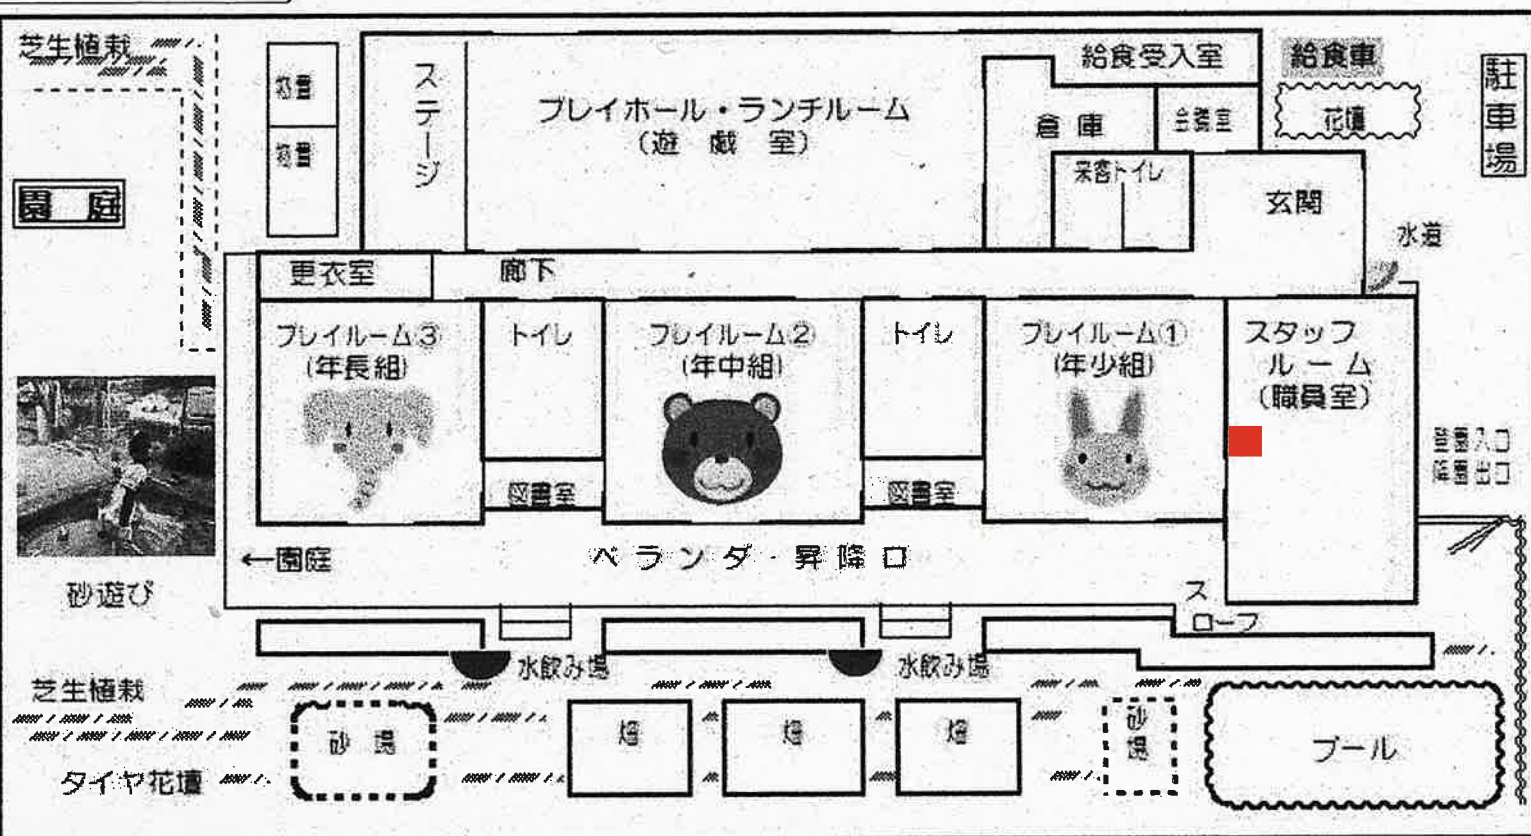 芝生植栽
物置
物置
ステージ
プレイホール・ランチルーム
(遊 戯 室)
給食受入室
給食車
倉 庫
会議室
花壇
駐車場
来客トイレ
玄関
水道
園 庭
更衣室
廊下
プレイルーム③
(年長組)
トイレ
プレイルーム②
(年中組)
トイレ
プレイルーム①
(年少組)
スタッフ
ルーム
(職員室)
登園入口
降園出口
図書室
図書室
←園庭
ベランダ・昇降口
砂遊び
ス
ロープ
水飲み場
水飲み場
芝生植栽
砂 場
畑
畑
畑
砂場
プール
タイヤ花壇